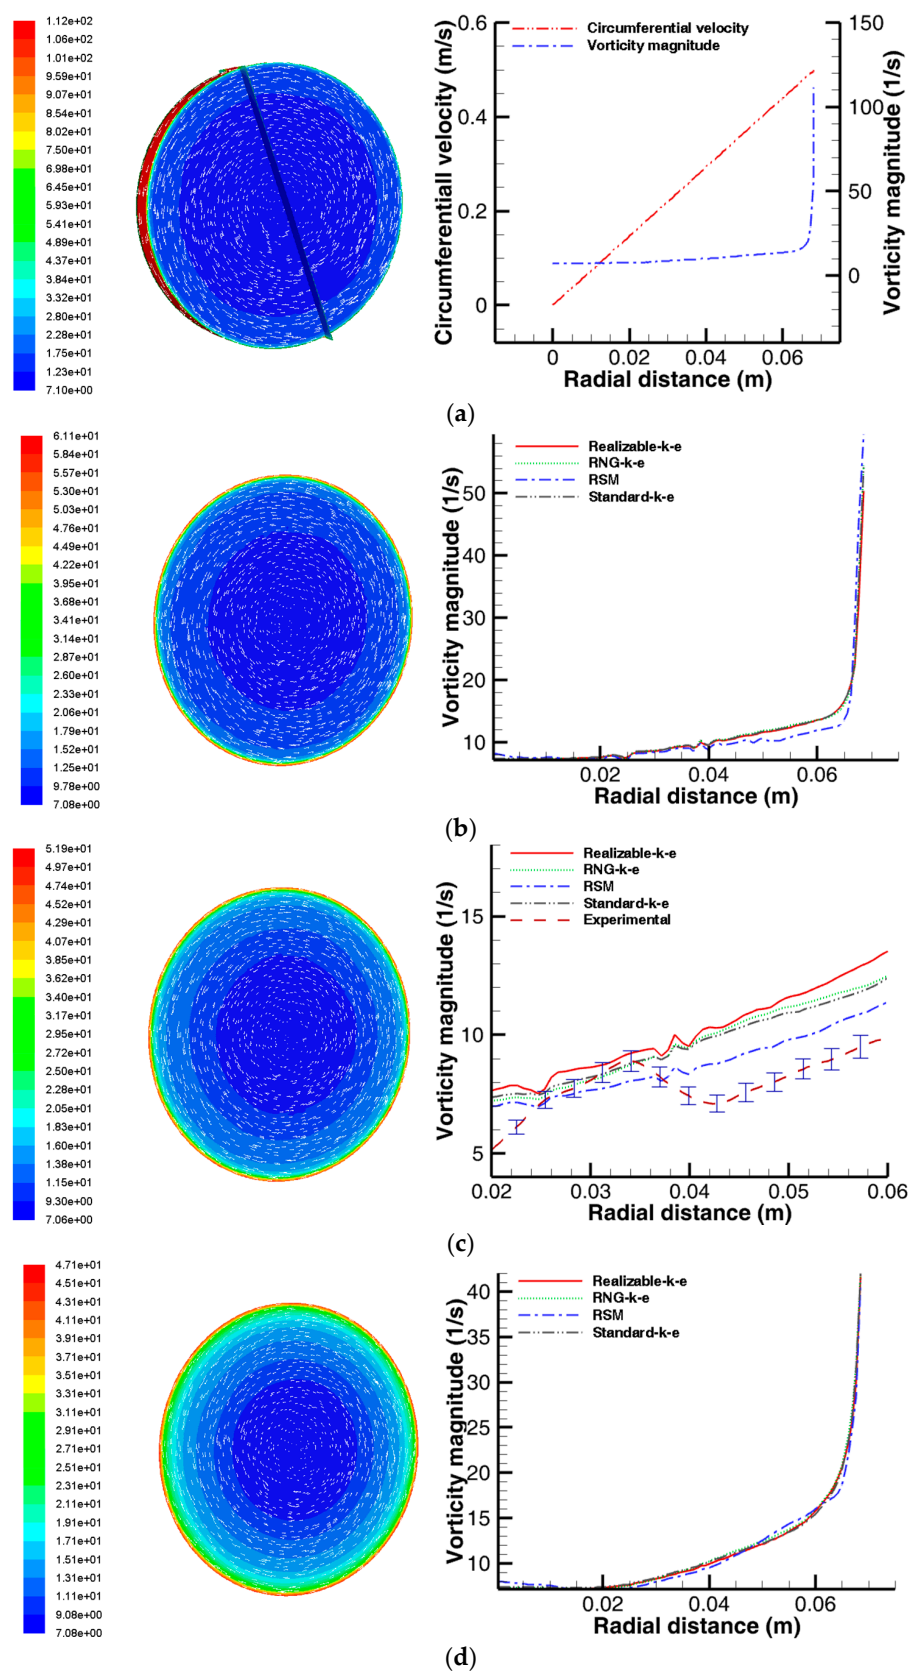 1.12e+02
1.06e+02
1.01e+02
9.59e+01
9.07e+01
8.54e+01
8.02e+01
7.50e+01
6.98e+01
6.45e+01
5.93e+01
5.41e+01
4.89e+01
4.37e+01
3.84e+01
3.32e+01
2.80e+01
2.28e+01
1.75e+01
1.23e+01
7.10e+00
Circumferential velocity
Vorticity magnitude
Circumferentiall velocity (m/s)
0.6
0.4
0.2
0
150
100
50
0
Vorticity magnitude (1/s)
0 0.02 0.04 0.06
Radial distance (m)
(a)
6.11e+01
5.84e+01
5.57e+01
5.30e+01
5.03e+01
4.76e+01
4.49e+01
4.22e+01
3.95e+01
3.68e+01
3.41e+01
3.14e+01
2.87e+01
2.60e+01
2.33e+01
2.06e+01
1.79e+01
1.52e+01
1.25e+01
9.78e+00
7.08e+00
Realizable-k-e
RNG-k-e
RSM
Standard-k-e
Vorticity magnitude (1/s)
50
40
30
20
10
0.02 0.04 0.06
Radial distance (m)
(b)
5.19e+01
4.97e+01
4.74e+01
4.52e+01
4.29e+01
4.07e+01
3.85e+01
3.62e+01
3.40e+01
3.17e+01
2.95e+01
2.72e+01
2.50e+01
2.28e+01
2.05e+01
1.83e+01
1.60e+01
1.38e+01
1.15e+01
9.30e+00
7.06e+00
Realizable-k-e
RNG-k-e
RSM
Standard-k-e
Experimental
Vorticity magnitude (1/s)
15
10
5
0.02 0.03 0.04 0.05 0.06
Radial distance (m)
(c)
4.71e+01
4.51e+01
4.31e+01
4.11e+01
3.91e+01
3.71e+01
3.51e+01
3.31e+01
3.11e+01
2.91e+01
2.71e+01
2.51e+01
2.31e+01
2.11e+01
1.91e+01
1.71e+01
1.51e+01
1.31e+01
1.11e+01
9.08e+00
7.08e+00
Realizable-k-e
RNG-k-e
RSM
Standard-k-e
Vorticity magnitude (1/s)
40
35
30
25
20
15
10
0.02 0.04 0.06
Radial distance (m)
(d)